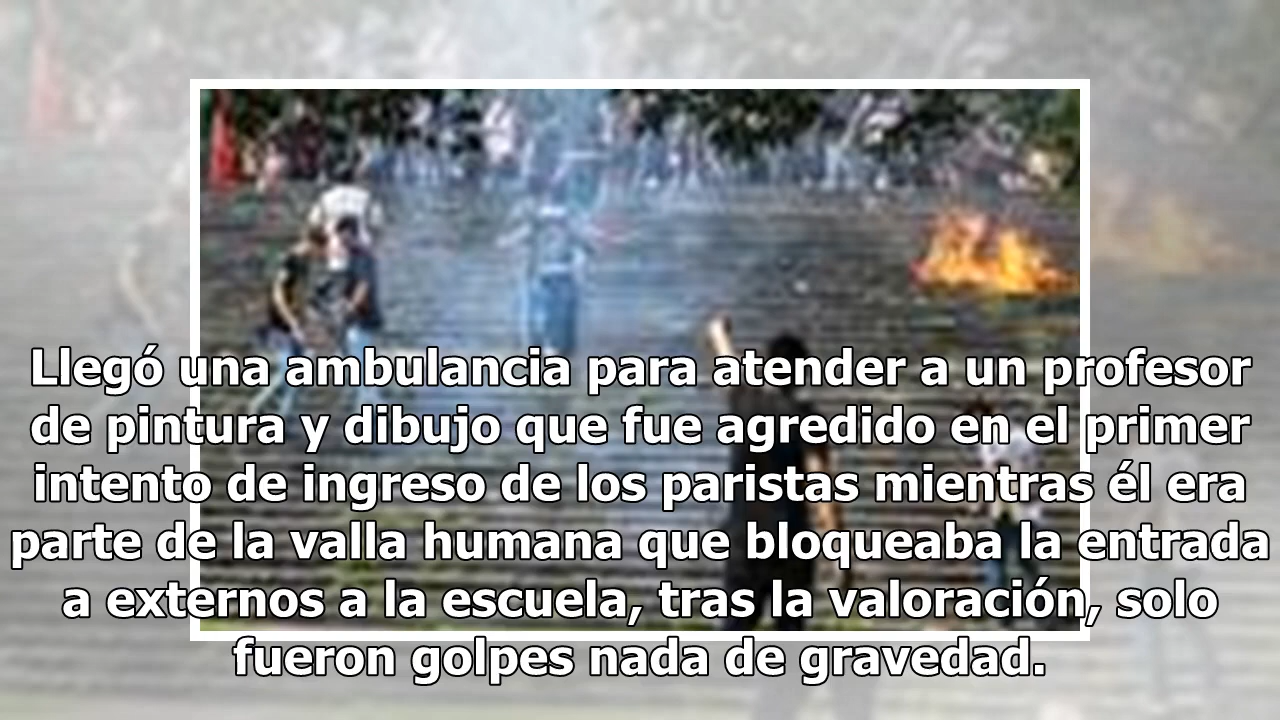 Llegó una ambulancia para atender a un profesor
de pintura y dibujo que fue agredido en el primer
intento de ingreso de los paristas mientras él era
parte de la valla humana que bloqueaba la entrada
a externos a la escuela, tras la valoración, solo
fueron golpes nada de gravedad.